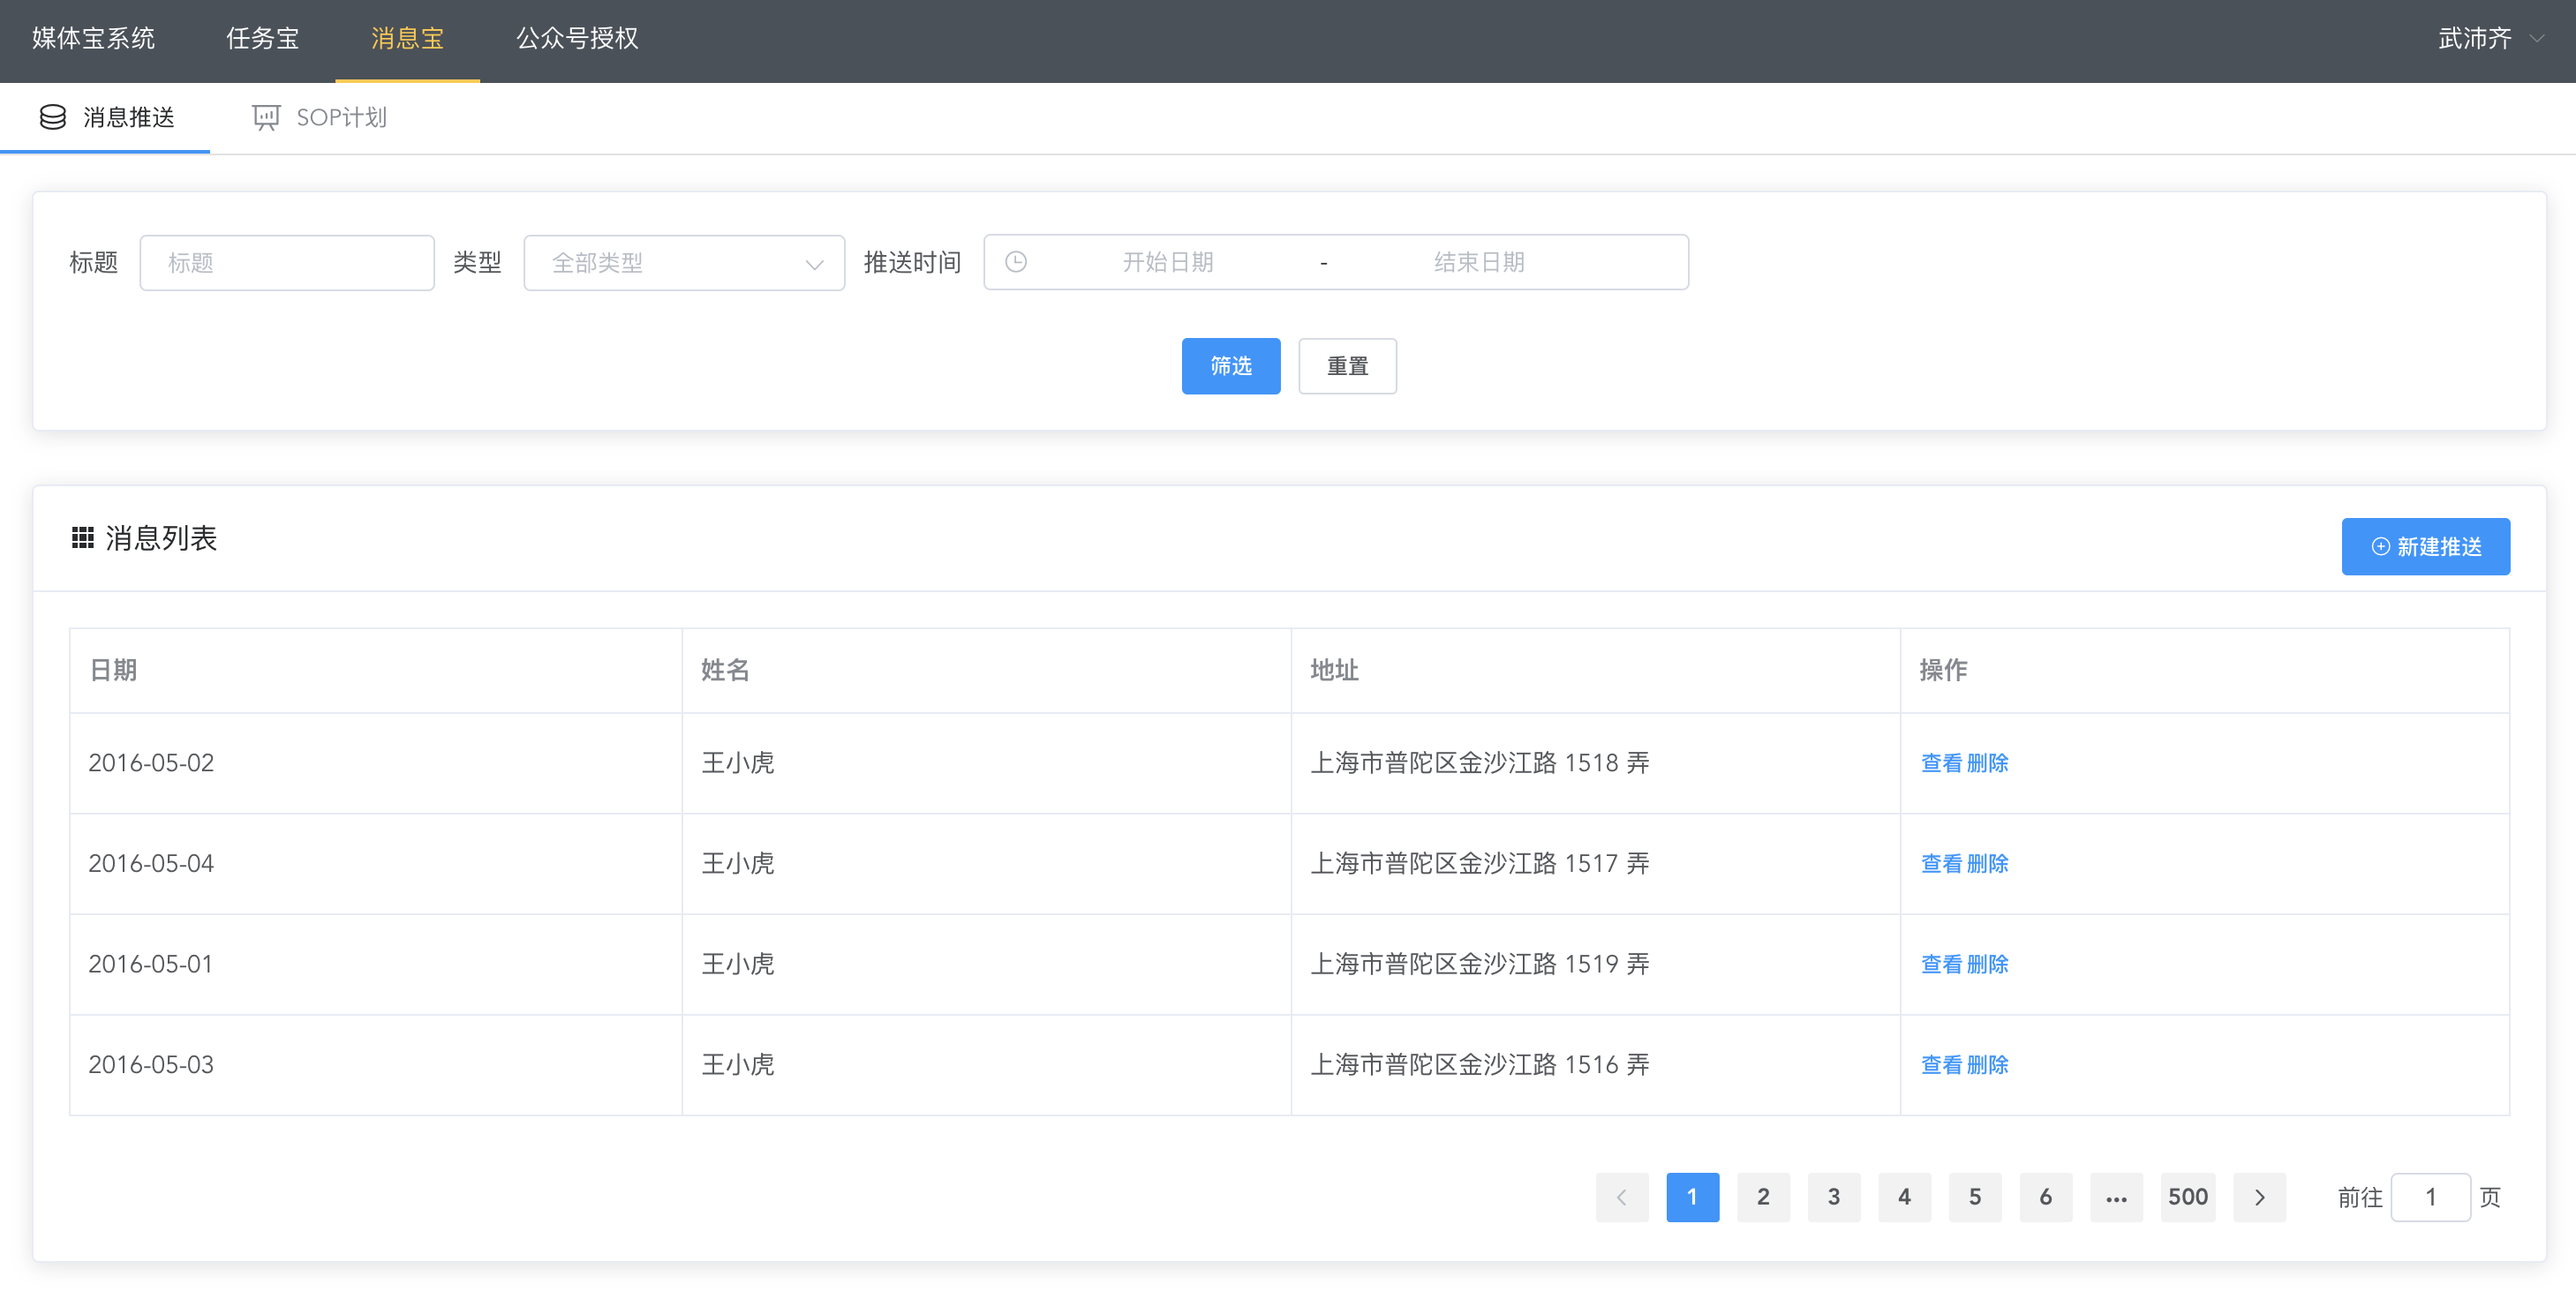 媒体宝系统 任务宝 消息宝 公众号授权 武沛齐
消息推送 SOP计划
标题 标题 类型 全部类型 推送时间 开始日期 - 结束日期
筛选 重置
消息列表 新建推送
日期 姓名 地址 操作
2016-05-02 王小虎 上海市普陀区金沙江路 1518 弄 查看 删除
2016-05-04 王小虎 上海市普陀区金沙江路 1517 弄 查看 删除
2016-05-01 王小虎 上海市普陀区金沙江路 1519 弄 查看 删除
2016-05-03 王小虎 上海市普陀区金沙江路 1516 弄 查看 删除
1 2 3 4 5 6 ... 500 前往 1 页